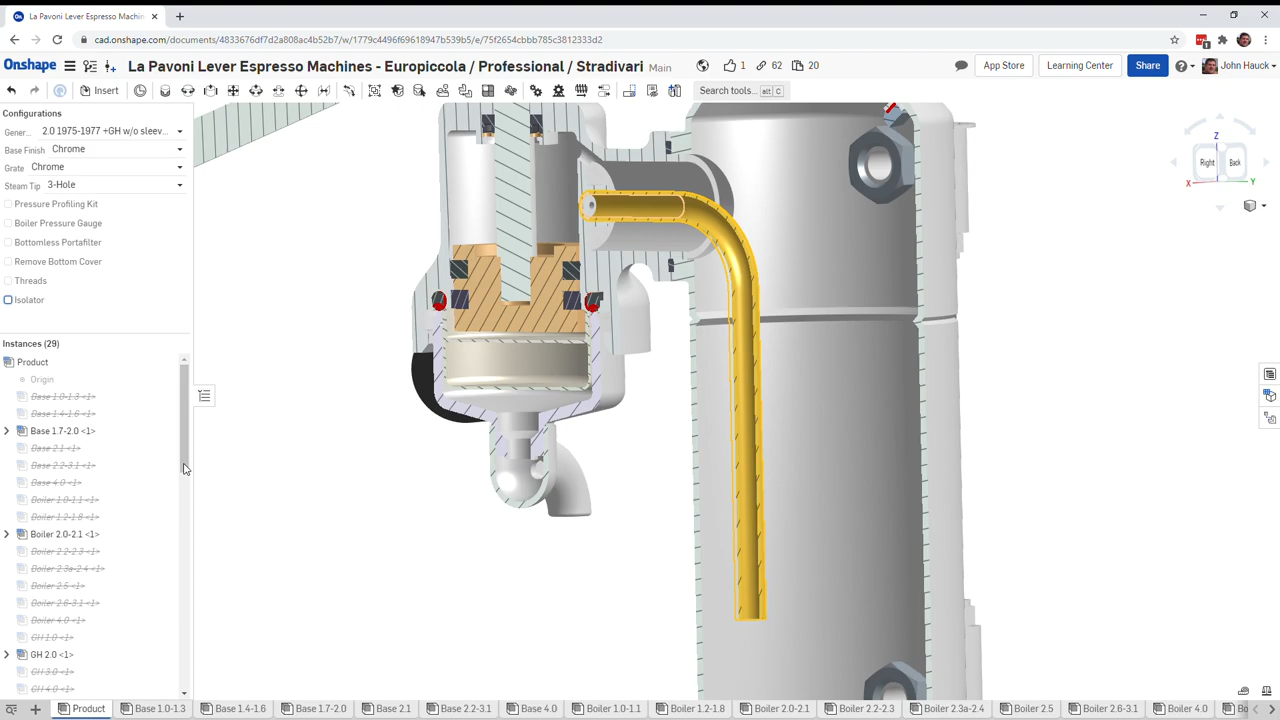 La Pavoni Lever Espresso Machin
cad.onshape.com/documents/4833676df7d2a808ac4b52b7/w/1779c4496f69618947b539b5/e/75f2654cbbb785c3812333d2
Onshape
La Pavoni Lever Espresso Machines - Europiccola / Professional / Stradivari Main
1 62 20
App Store
Learning Center
Share
John Hauck
Insert
Search tools... alt C
Configurations
Gener... 2.0 1975-1977 +GH w/o sleev...
Base Finish Chrome
Grate Chrome
Steam Tip 3-Hole
Pressure Profiling Kit
Boiler Pressure Gauge
Bottomless Portafilter
Remove Bottom Cover
Threads
Isolator
Instances (29)
Product
Origin
Base 1.0-1.3 <1>
Base 1.4-1.6 <1>
Base 1.7-2.0 <1>
Base 2.1 <1>
Base 2.2-3.1 <1>
Base 4.0 <1>
Boiler 1.0-1.1 <1>
Boiler 1.2-1.8 <1>
Boiler 2.0-2.1 <1>
Boiler 2.2-2.3 <1>
Boiler 2.3a-2.4 <1>
Boiler 2.5 <1>
Boiler 2.6-3.1 <1>
Boiler 4.0 <1>
GH 1.0 <1>
GH 2.0 <1>
GH 3.0 <1>
GH 4.0 <1>
Z
Right Back
X Y
Product Base 1.0-1.3 Base 1.4-1.6 Base 1.7-2.0 Base 2.1 Base 2.2-3.1 Base 4.0 Boiler 1.0-1.1 Boiler 1.2-1.8 Boiler 2.0-2.1 Boiler 2.2-2.3 Boiler 2.3a-2.4 Boiler 2.5 Boiler 2.6-3.1 Boiler 4.0 Bo